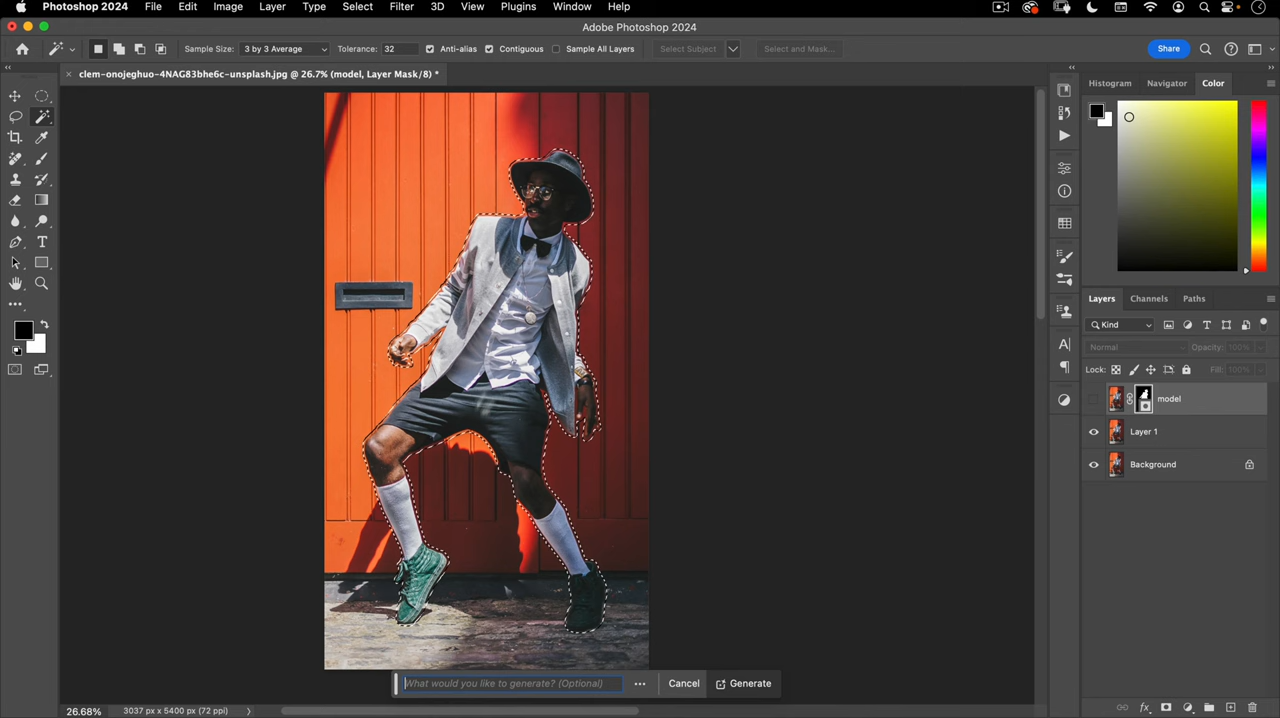 Photoshop 2024 File Edit Image Layer Type Select Filter 3D View Plugins Window Help
Adobe Photoshop 2024
Sample Size: 3 by 3 Average Tolerance: 32 Anti-alias Contiguous Sample All Layers Select Subject Select and Mask... Share
clem-onojeghuo-4NAG83bhe6c-unsplash.jpg @ 26.7% (model, Layer Mask/8) *
Histogram Navigator Color
Layers Channels Paths
Kind
Normal Opacity: 100%
Lock: Fill: 100%
model
Layer 1
Background
What would you like to generate? (Optional) Cancel Generate
26.68% 3037 px x 5400 px (72 ppi)